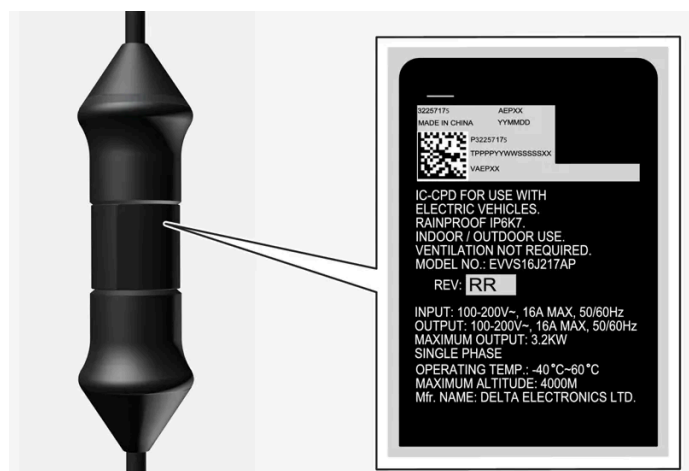 32257175 AEPXX
MADE IN CHINA YYMMDD
P32257175
TPPPPYYWWSSSSSXX
VAEPXX
IC-CPD FOR USE WITH
ELECTRIC VEHICLES.
RAINPROOF IP6K7.
INDOOR / OUTDOOR USE.
VENTILATION NOT REQUIRED.
MODEL NO.: EVVS16J217AP
REV: RR
INPUT: 100-200V~, 16A MAX, 50/60Hz
OUTPUT: 100-200V~, 16A MAX, 50/60Hz
MAXIMUM OUTPUT: 3.2KW
SINGLE PHASE
OPERATING TEMP.: -40°C~60°C
MAXIMUM ALTITUDE: 4000M
Mfr. NAME: DELTA ELECTRONICS LTD.